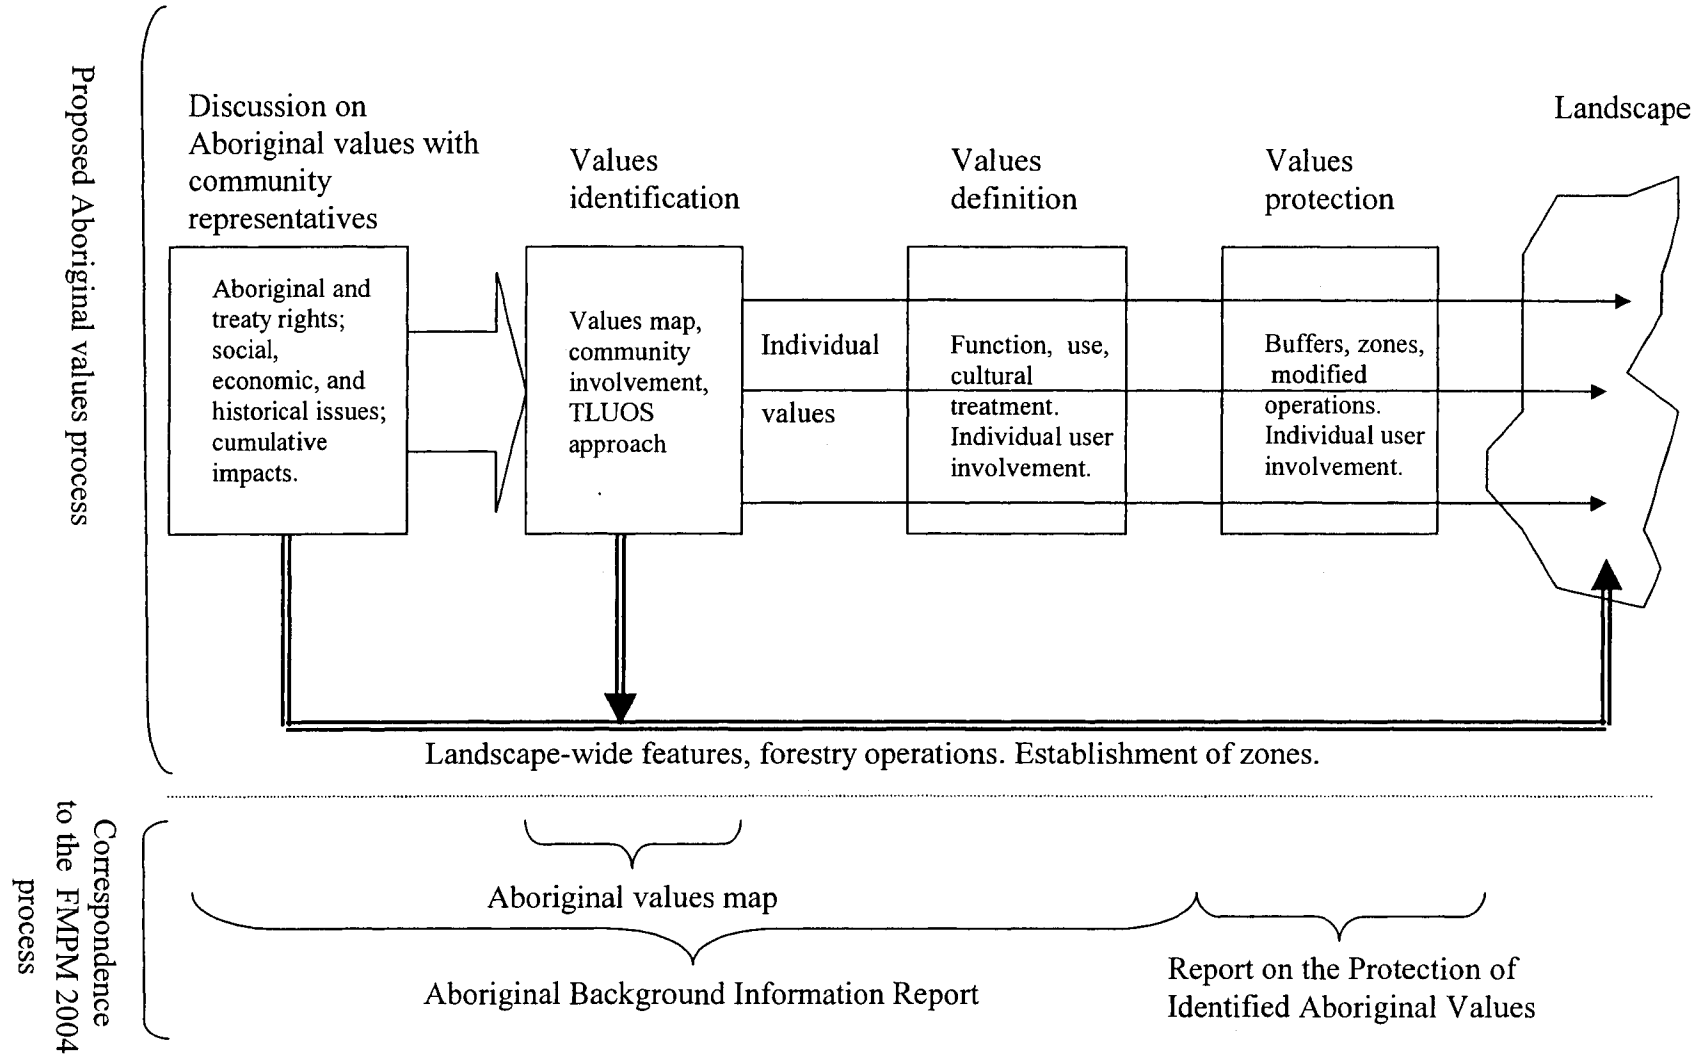 Proposed Aboriginal values process
Discussion on
Aboriginal values with
community
representatives
Values
identification
Values
definition
Values
protection
Landscape
Aboriginal and
treaty rights;
social,
economic, and
historical issues;
cumulative
impacts.
Values map,
community
involvement,
TLUOS
approach
Individual
values
Function, use,
cultural
treatment.
Individual user
involvement.
Buffers, zones,
modified
operations.
Individual user
involvement.
Landscape-wide features, forestry operations. Establishment of zones.
Correspondence
to the FMPM 2004
process
Aboriginal values map
Aboriginal Background Information Report
Report on the Protection of
Identified Aboriginal Values